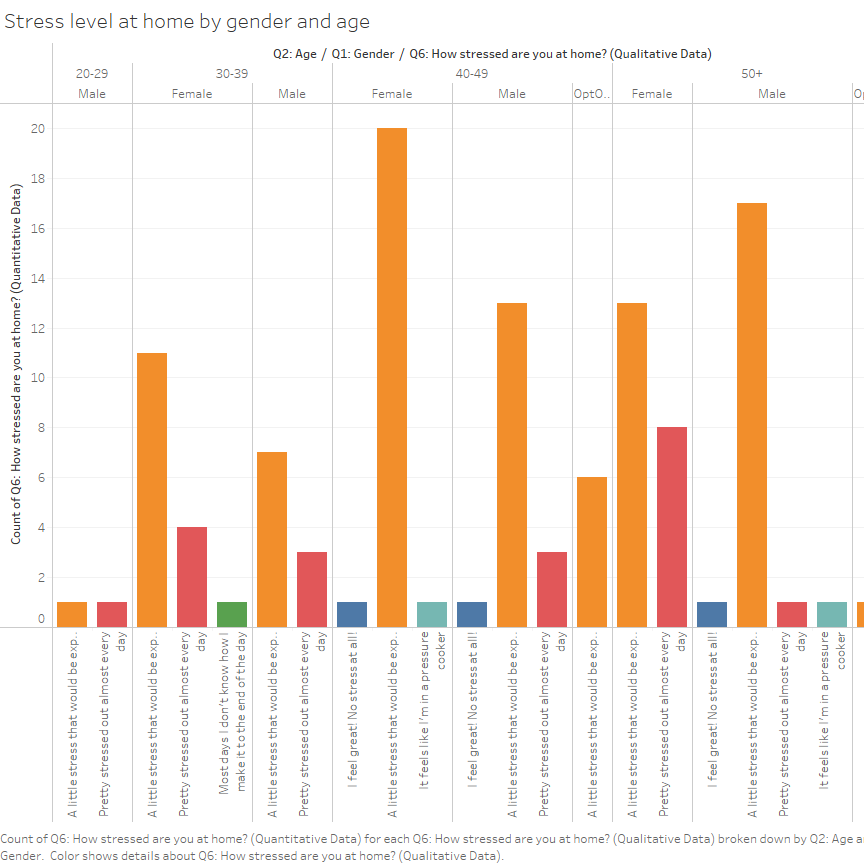 Stress level at home by gender and age
Q2: Age / Q1: Gender / Q6: How stressed are you at home? (Qualitative Data)
20-29
30-39
40-49
50+
Male
Female
Male
Female
Male
OptO..
Female
Male
Op
Count of Q6: How stressed are you at home? (Quantitative Data)
20
18
16
14
12
10
8
6
4
2
0
A little stress that would be exp..
Pretty stressed out almost every
day
A little stress that would be exp..
Pretty stressed out almost every
day
Most days I don't know how I
make it to the end of the day
A little stress that would be exp..
Pretty stressed out almost every
day
I feel great! No stress at all!
A little stress that would be exp..
It feels like I'm in a pressure
cooker
I feel great! No stress at all!
A little stress that would be exp..
Pretty stressed out almost every
day
A little stress that would be exp..
A little stress that would be exp..
Pretty stressed out almost every
day
I feel great! No stress at all!
A little stress that would be exp..
Pretty stressed out almost every
day
It feels like I'm in a pressure
cooker
Count of Q6: How stressed are you at home? (Quantitative Data) for each Q6: How stressed are you at home? (Qualitative Data) broken down by Q2: Age a
Gender. Color shows details about Q6: How stressed are you at home? (Qualitative Data).